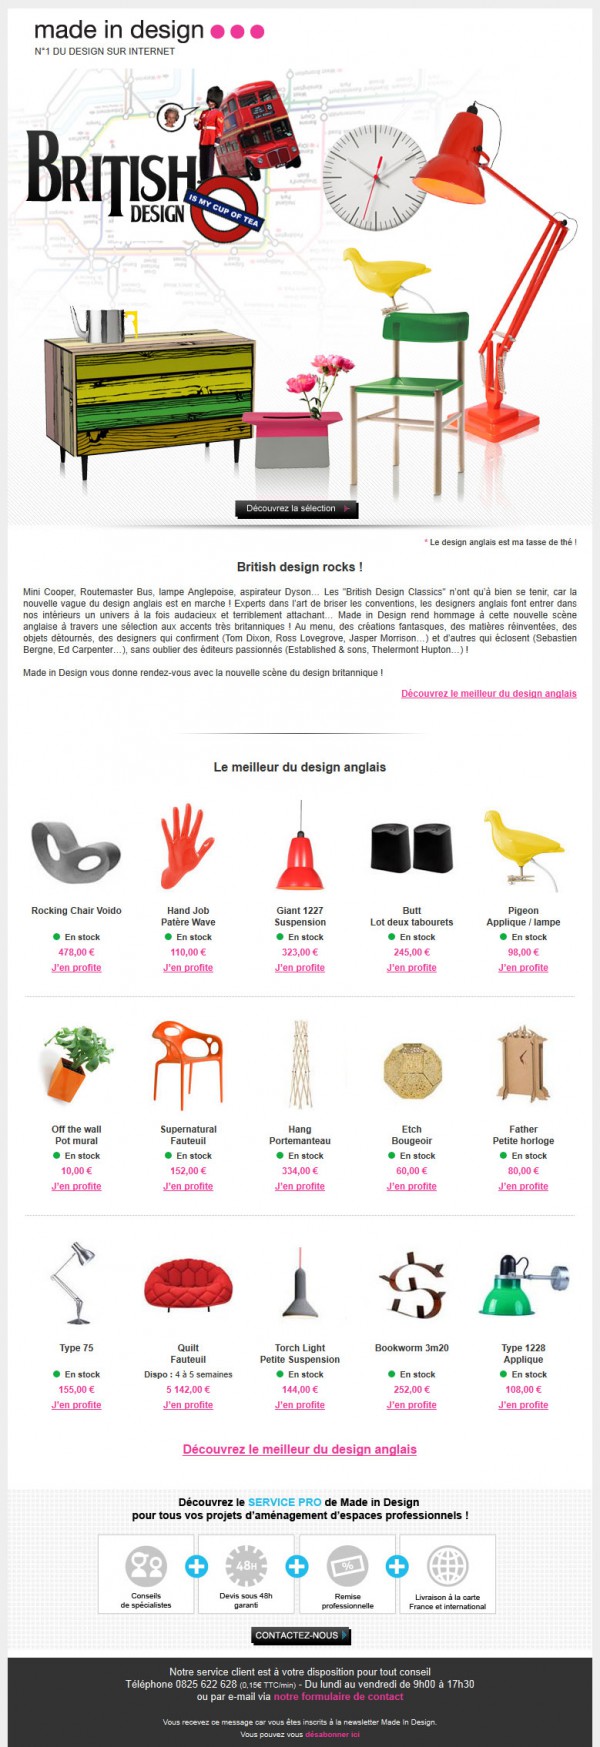 made in design
N°1 DU DESIGN SUR INTERNET
BRITISH
DESIGN
IS MY CUP OF TEA
Découvrez la sélection
* Le design anglais est ma tasse de thé !
British design rocks !
Mini Cooper, Routemaster Bus, lampe Anglepoise, aspirateur Dyson… Les "British Design Classics" n'ont qu'à bien se tenir, car la
nouvelle vague du design anglais est en marche ! Experts dans l'art de briser les conventions, les designers anglais font entrer dans
nos intérieurs un univers à la fois audacieux et terriblement attachant… Made in Design rend hommage à cette nouvelle scène
anglaise à travers une sélection aux accents très britanniques ! Au menu, des créations fantasques, des matières réinventées, des
objets détournés, des designers qui confirment (Tom Dixon, Ross Lovegrove, Jasper Morrison…) et d'autres qui éclosent (Sebastien
Bergne, Ed Carpenter…), sans oublier des éditeurs passionnés (Established & sons, Thelermont Hupton…) !
Made in Design vous donne rendez-vous avec la nouvelle scène du design britannique !
Découvrez le meilleur du design anglais
Le meilleur du design anglais
Rocking Chair Voido Hand Job Giant 1227 Butt Pigeon
Patère Wave Suspension Lot deux tabourets Applique / lampe
En stock En stock En stock En stock En stock
478,00 € 110,00 € 323,00 € 245,00 € 98,00 €
J'en profite J'en profite J'en profite J'en profite J'en profite
Off the wall Supernatural Hang Etch Father
Pot mural Fauteuil Portemanteau Bougeoir Petite horloge
En stock En stock En stock En stock En stock
10,00 € 152,00 € 334,00 € 60,00 € 80,00 €
J'en profite J'en profite J'en profite J'en profite J'en profite
Type 75 Quilt Torch Light Bookworm 3m20 Type 1228
Fauteuil Petite Suspension Applique
En stock Dispo : 4 à 5 semaines En stock En stock En stock
155,00 € 5 142,00 € 144,00 € 252,00 € 108,00 €
J'en profite J'en profite J'en profite J'en profite J'en profite
Découvrez le meilleur du design anglais
Découvrez le SERVICE PRO de Made in Design
pour tous vos projets d'aménagement d'espaces professionnels !
48H %
Conseils Devis sous 48h Remise Livraison à la carte
de spécialistes garanti professionnelle France et international
CONTACTEZ-NOUS
Notre service client est à votre disposition pour tout conseil
Téléphone 0825 622 628 (0,15€ TTC/min) - Du lundi au vendredi de 9h00 à 17h30
ou par e-mail via notre formulaire de contact
Vous recevez ce message car vous êtes inscrits à la newsletter Made In Design.
Vous pouvez vous désabonner ici